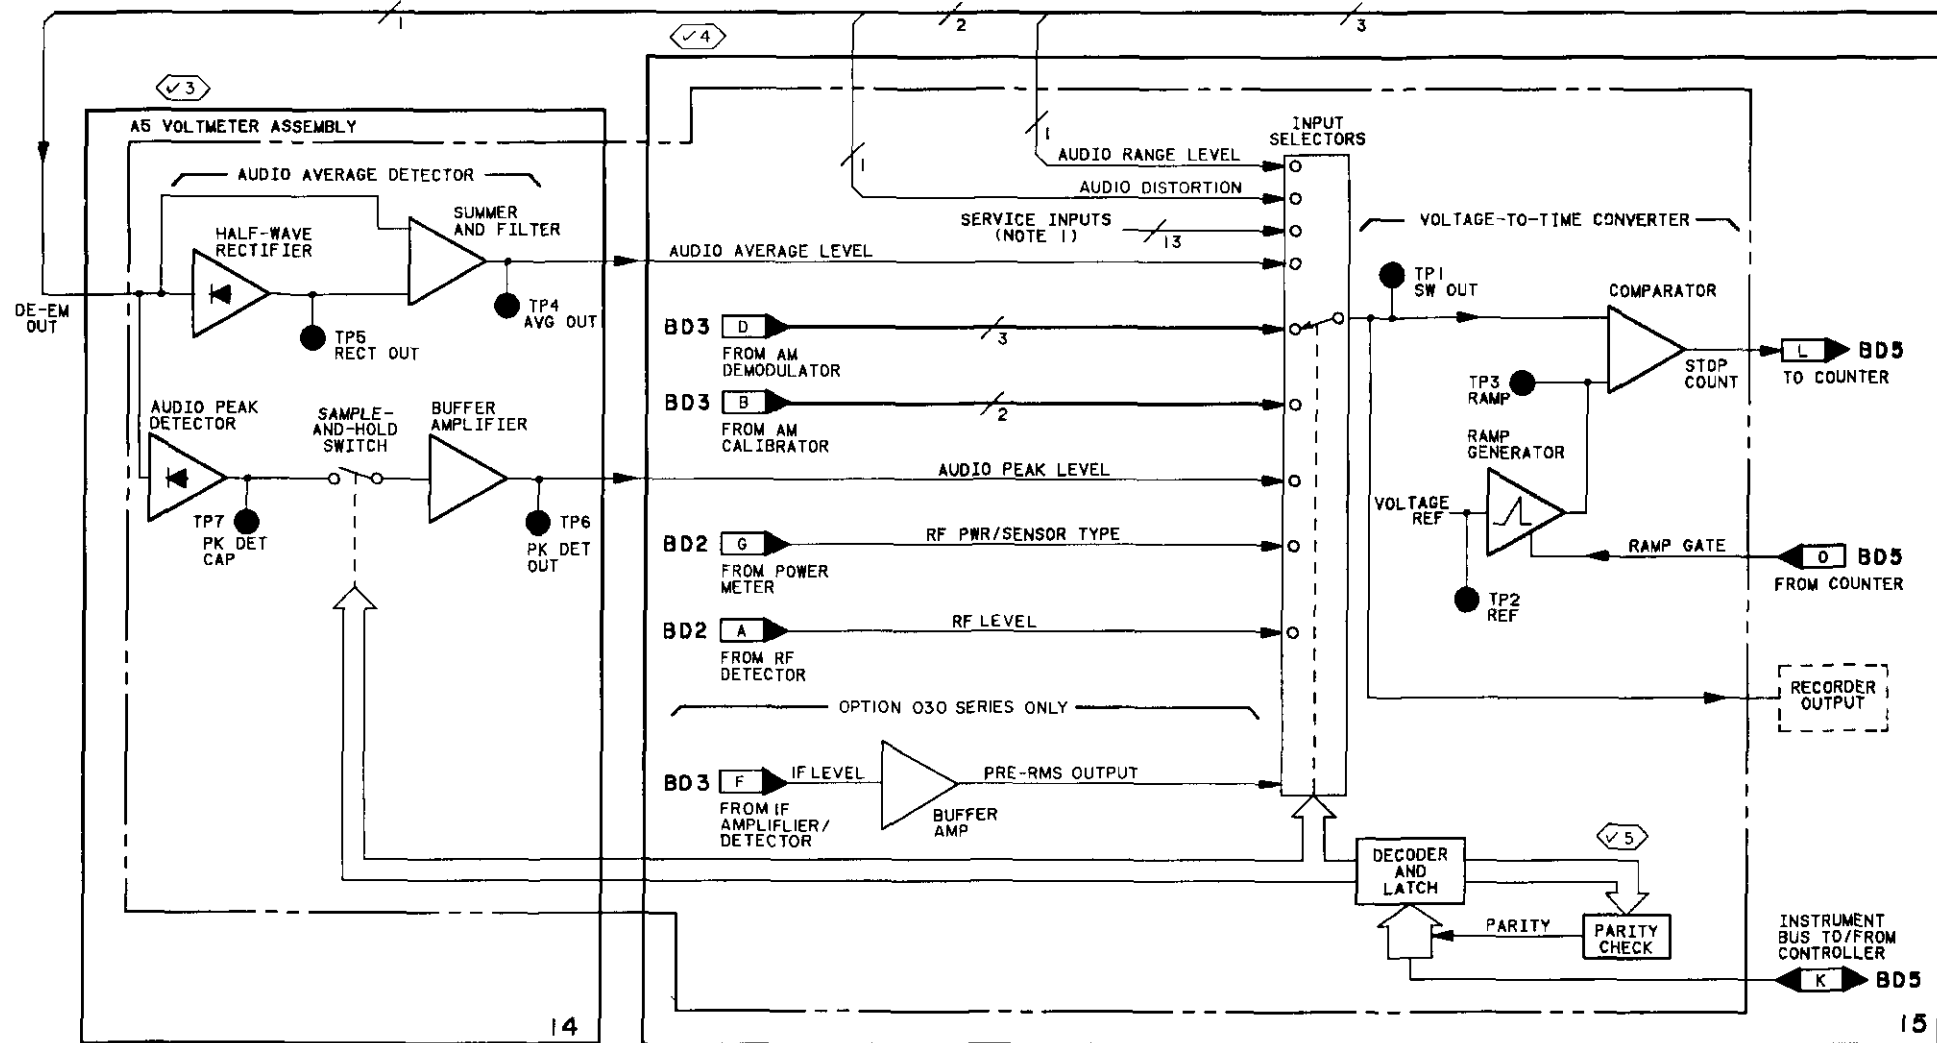 1
2
3
✓4
✓3
A5 VOLTMETER ASSEMBLY
AUDIO AVERAGE DETECTOR
HALF-WAVE
RECTIFIER
SUMMER
AND FILTER
DE-EM
OUT
TP5
RECT OUT
TP4
AVG OUT
AUDIO PEAK
DETECTOR
SAMPLE-
AND-HOLD
SWITCH
BUFFER
AMPLIFIER
TP7
PK DET
CAP
TP6
PK DET
OUT
14
INPUT
SELECTORS
1
AUDIO RANGE LEVEL
1
AUDIO DISTORTION
SERVICE INPUTS
(NOTE 1)
13
AUDIO AVERAGE LEVEL
BD3 D
3
FROM AM
DEMODULATOR
BD3 B
2
FROM AM
CALIBRATOR
AUDIO PEAK LEVEL
BD2 G
RF PWR/SENSOR TYPE
FROM POWER
METER
BD2 A
RF LEVEL
FROM RF
DETECTOR
OPTION 030 SERIES ONLY
BD3 F
IF LEVEL
PRE-RMS OUTPUT
FROM IF
AMPLIFLIER/
DETECTOR
BUFFER
AMP
VOLTAGE-TO-TIME CONVERTER
TP1
SW OUT
COMPARATOR
STOP
COUNT
L BD5
TO COUNTER
TP3
RAMP
RAMP
GENERATOR
VOLTAGE
REF
TP2
REF
RAMP GATE
O BD5
FROM COUNTER
RECORDER
OUTPUT
✓5
DECODER
AND
LATCH
PARITY
PARITY
CHECK
INSTRUMENT
BUS TO/FROM
CONTROLLER
K BD5
15